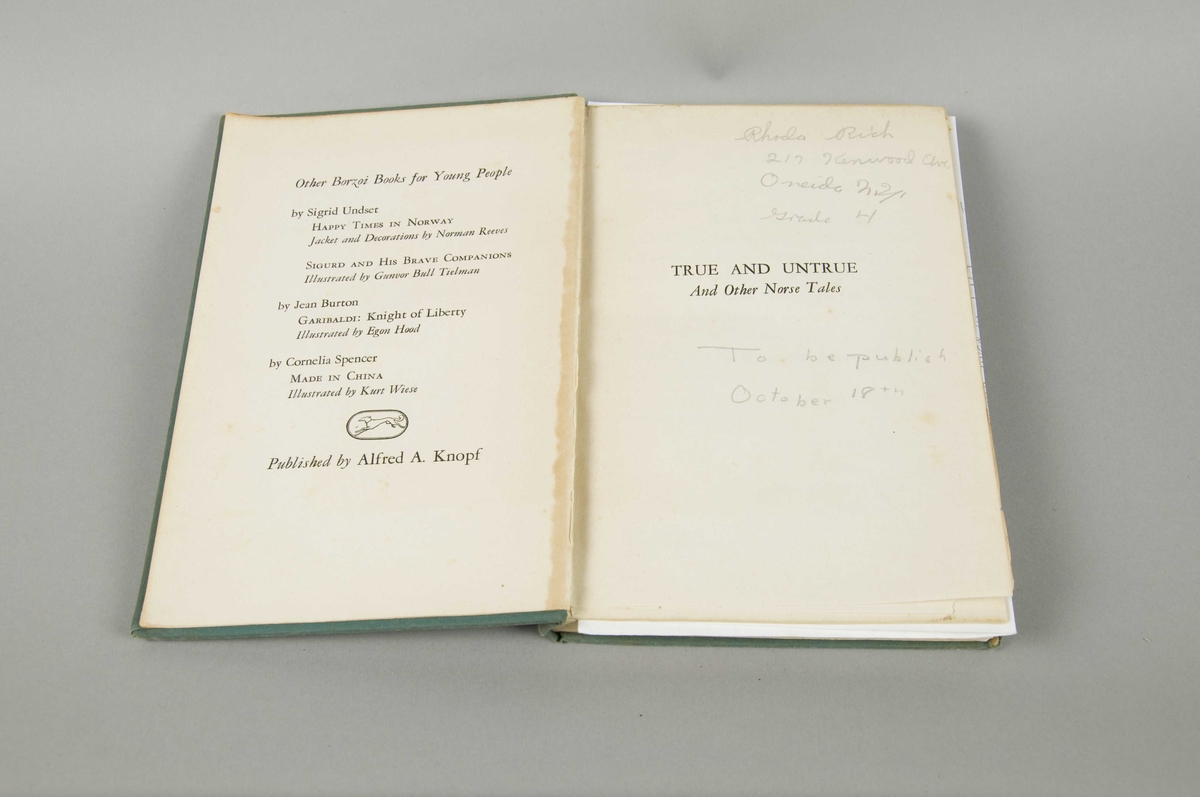 Other Borzoi Books for Young People
by Sigrid Undset
HAPPY TIMES IN NORWAY
Jacket and Decorations by Norman Reeves
SIGURD AND HIS BRAVE COMPANIONS
Illustrated by Gunvor Bull Tielman
by Jean Burton
GARIBALDI: Knight of Liberty
Illustrated by Egon Hood
by Cornelia Spencer
MADE IN CHINA
Illustrated by Kurt Wiese
Published by Alfred A. Knopf
Rhoda Rich
217 Kenwood Ave
Oneida N.Y.
Grade 4
TRUE AND UNTRUE
And Other Norse Tales
To be publish
October 18th